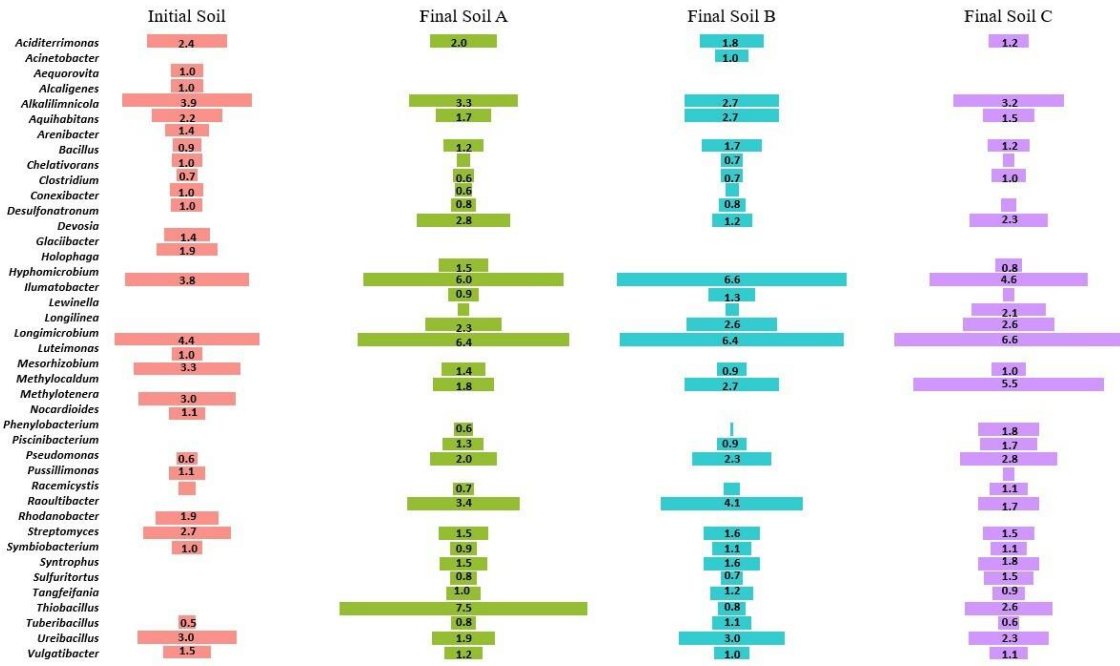 Initial Soil Final Soil A Final Soil B Final Soil C
Aciditerrimonas 2.4 2.0 1.8 1.2
Acinetobacter 1.0
Aequorovita 1.0
Alcaligenes 1.0
Alkalilimnicola 3.9 3.3 2.7 3.2
Aquihabitans 2.2 1.7 2.7 1.5
Arenibacter 1.4
Bacillus 0.9 1.2 1.7 1.2
Chelativorans 1.0 0.7
Clostridium 0.7 0.6 0.7 1.0
Conexibacter 1.0 0.6
Desulfonatronum 1.0 0.8 0.8
Devosia 2.8 1.2 2.3
Glaciibacter 1.4
Holophaga 1.9
Hyphomicrobium 1.5 0.8
Ilumatobacter 3.8 6.0 6.6 4.6
Lewinella 0.9 1.3
Longilinea 2.1
Longimicrobium 2.3 2.6 2.6
Luteimonas 4.4 6.4 6.4 6.6
Mesorhizobium 1.0
Methylocaldum 3.3 1.4 0.9 1.0
Methylotenera 1.8 2.7 5.5
Nocardioides 3.0
1.1
Phenylobacterium 0.6 1.8
Piscinibacterium 1.3 0.9 1.7
Pseudomonas 0.6 2.0 2.3 2.8
Pussillimonas 1.1
Racemicystis 0.7 1.1
Raoultibacter 3.4 4.1 1.7
Rhodanobacter 1.9
Streptomyces 2.7 1.5 1.6 1.5
Symbiobacterium 1.0 0.9 1.1 1.1
Syntrophus 1.5 1.6 1.8
Sulfuritortus 0.8 0.7 1.5
Tangfeifania 1.0 1.2 0.9
Thiobacillus 7.5 0.8 2.6
Tuberibacillus 0.5 0.8 1.1 0.6
Ureibacillus 3.0 1.9 3.0 2.3
Vulgatibacter 1.5 1.2 1.0 1.1